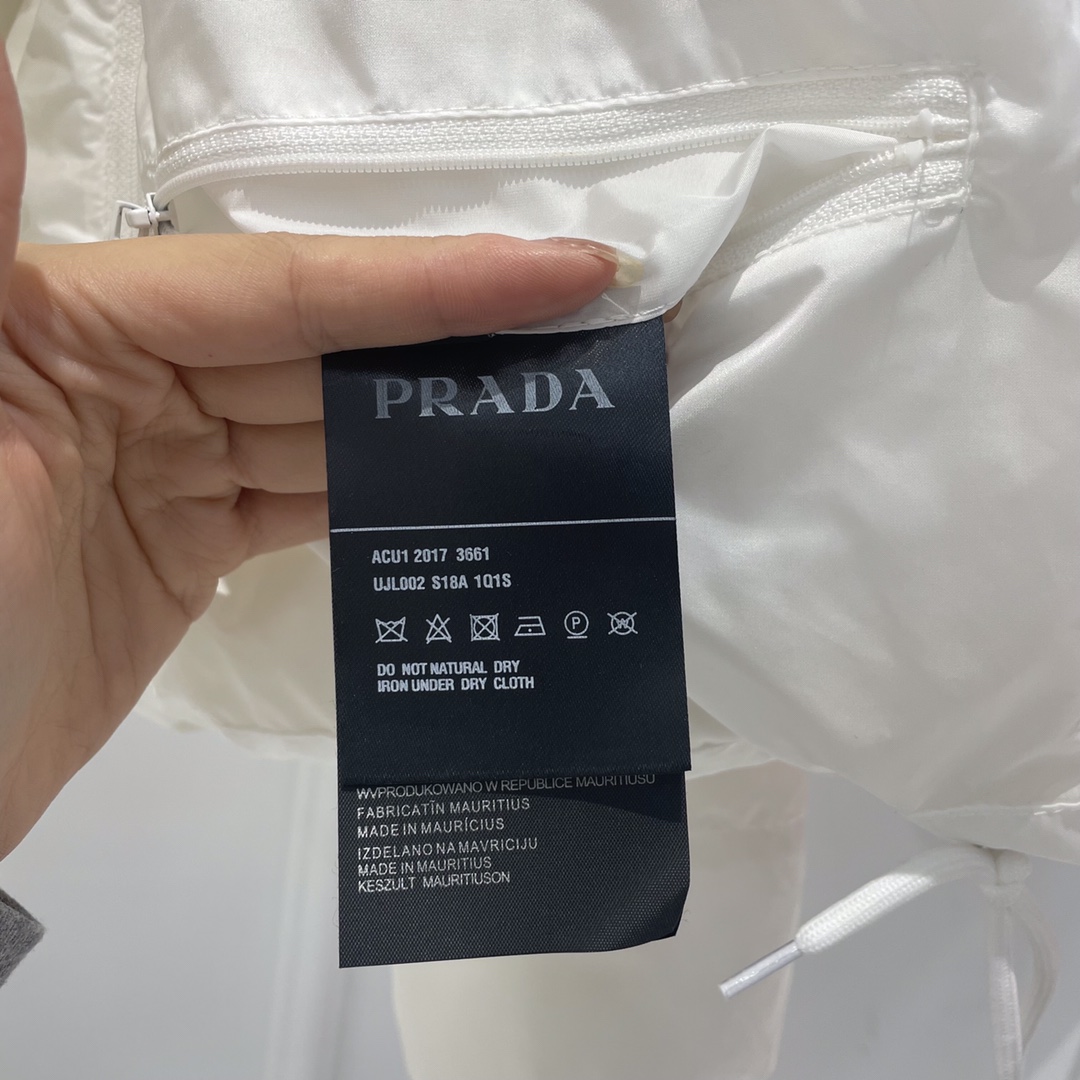 PRADA
ACU1 2017 3661
UJL002 S18A 1Q1S
P
W
DO NOT NATURAL DRY
IRON UNDER DRY CLOTH
WVPRODUKOWANO W REPUBLICE MAURITIUSU
FABRICATÎN MAURITIUS
MADE IN MAURÍCIUS
IZDELANO NA MAVRICIJU
MADE IN MAURITIUS
KESZULT MAURITIUSON